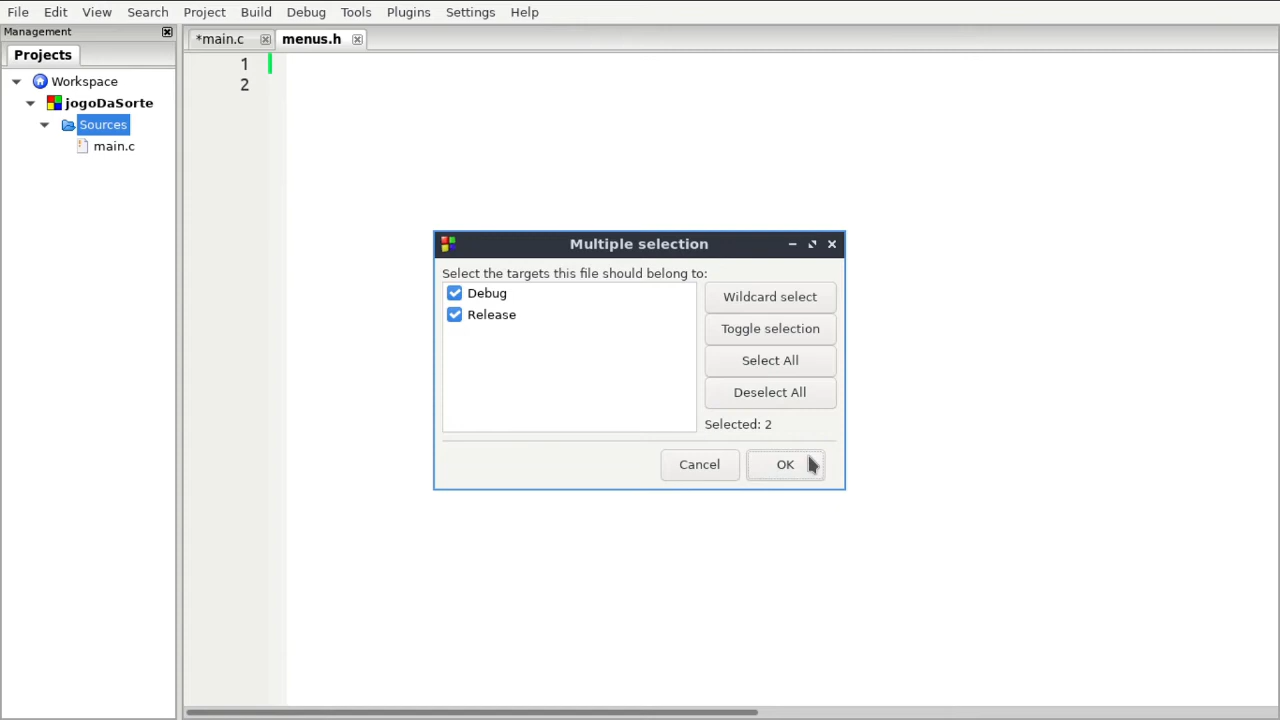 File Edit View Search Project Build Debug Tools Plugins Settings Help
Management
Projects
Workspace
jogoDaSorte
Sources
main.c
*main.c menus.h
1
2
Multiple selection
Select the targets this file should belong to:
Debug
Release
Wildcard select
Toggle selection
Select All
Deselect All
Selected: 2
Cancel OK